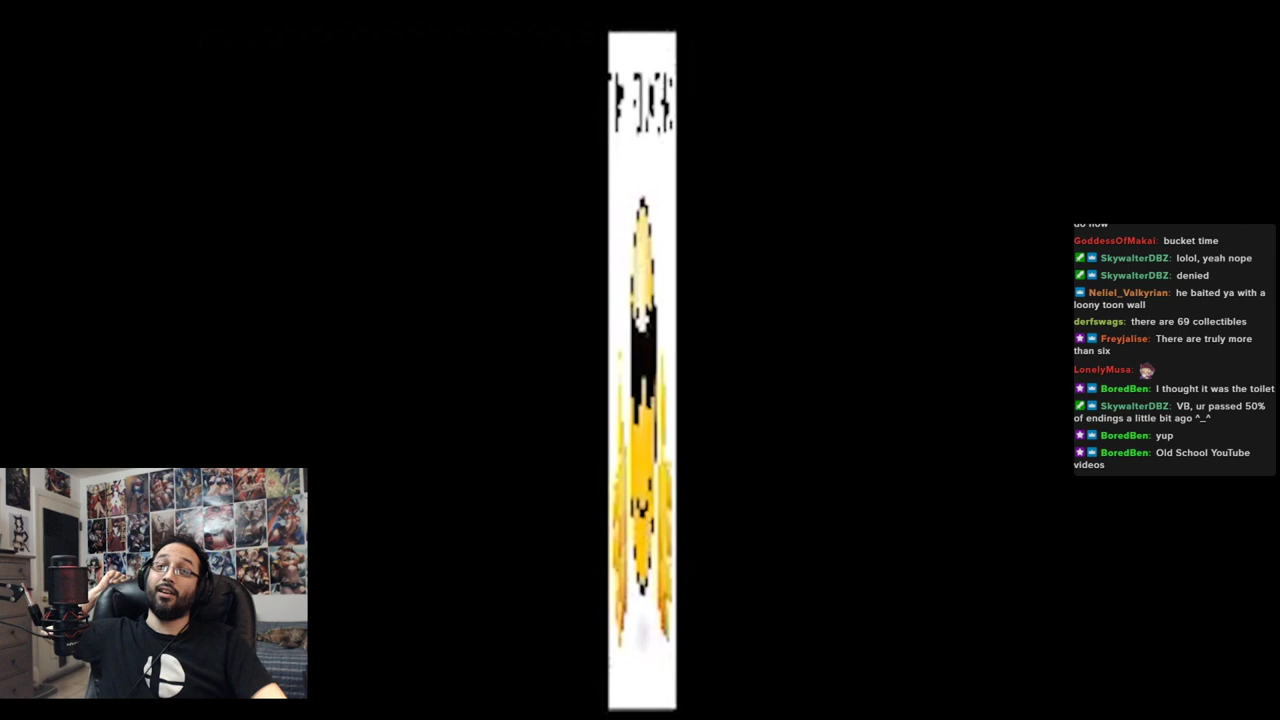 do now
GoddessOfMakai: bucket time
SkywalterDBZ: lolol, yeah nope
SkywalterDBZ: denied
Neliel_Valkyrian: he baited ya with a
loony toon wall
derfswags: there are 69 collectibles
Freyjalise: There are truly more
than six
LonelyMusa:
BoredBen: I thought it was the toilet
SkywalterDBZ: VB, ur passed 50%
of endings a little bit ago ^_^
BoredBen: yup
BoredBen: Old School YouTube
videos